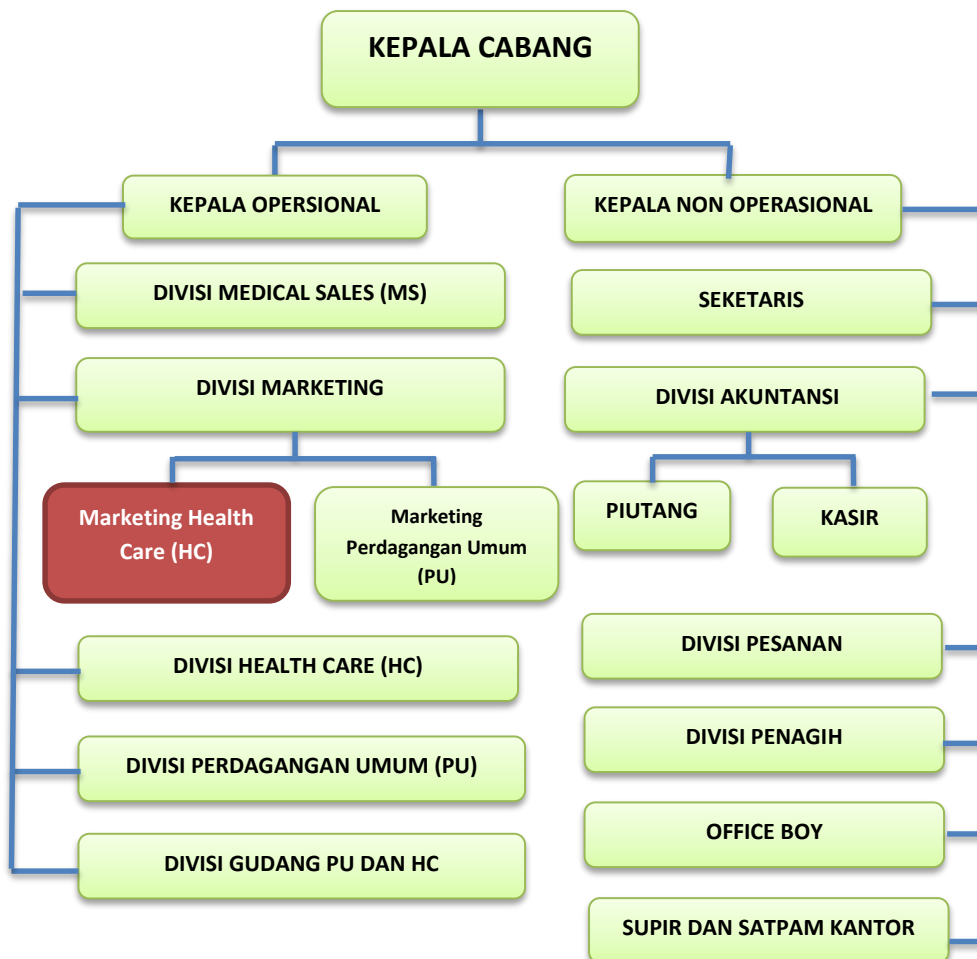 KEPALA CABANG
KEPALA OPERSIONAL
KEPALA NON OPERASIONAL
DIVISI MEDICAL SALES (MS)
SEKETARIS
DIVISI MARKETING
DIVISI AKUNTANSI
Marketing Health
Care (HC)
Marketing
Perdagangan Umum
(PU)
PIUTANG
KASIR
DIVISI HEALTH CARE (HC)
DIVISI PESANAN
DIVISI PERDAGANGAN UMUM (PU)
DIVISI PENAGIH
DIVISI GUDANG PU DAN HC
OFFICE BOY
SUPIR DAN SATPAM KANTOR